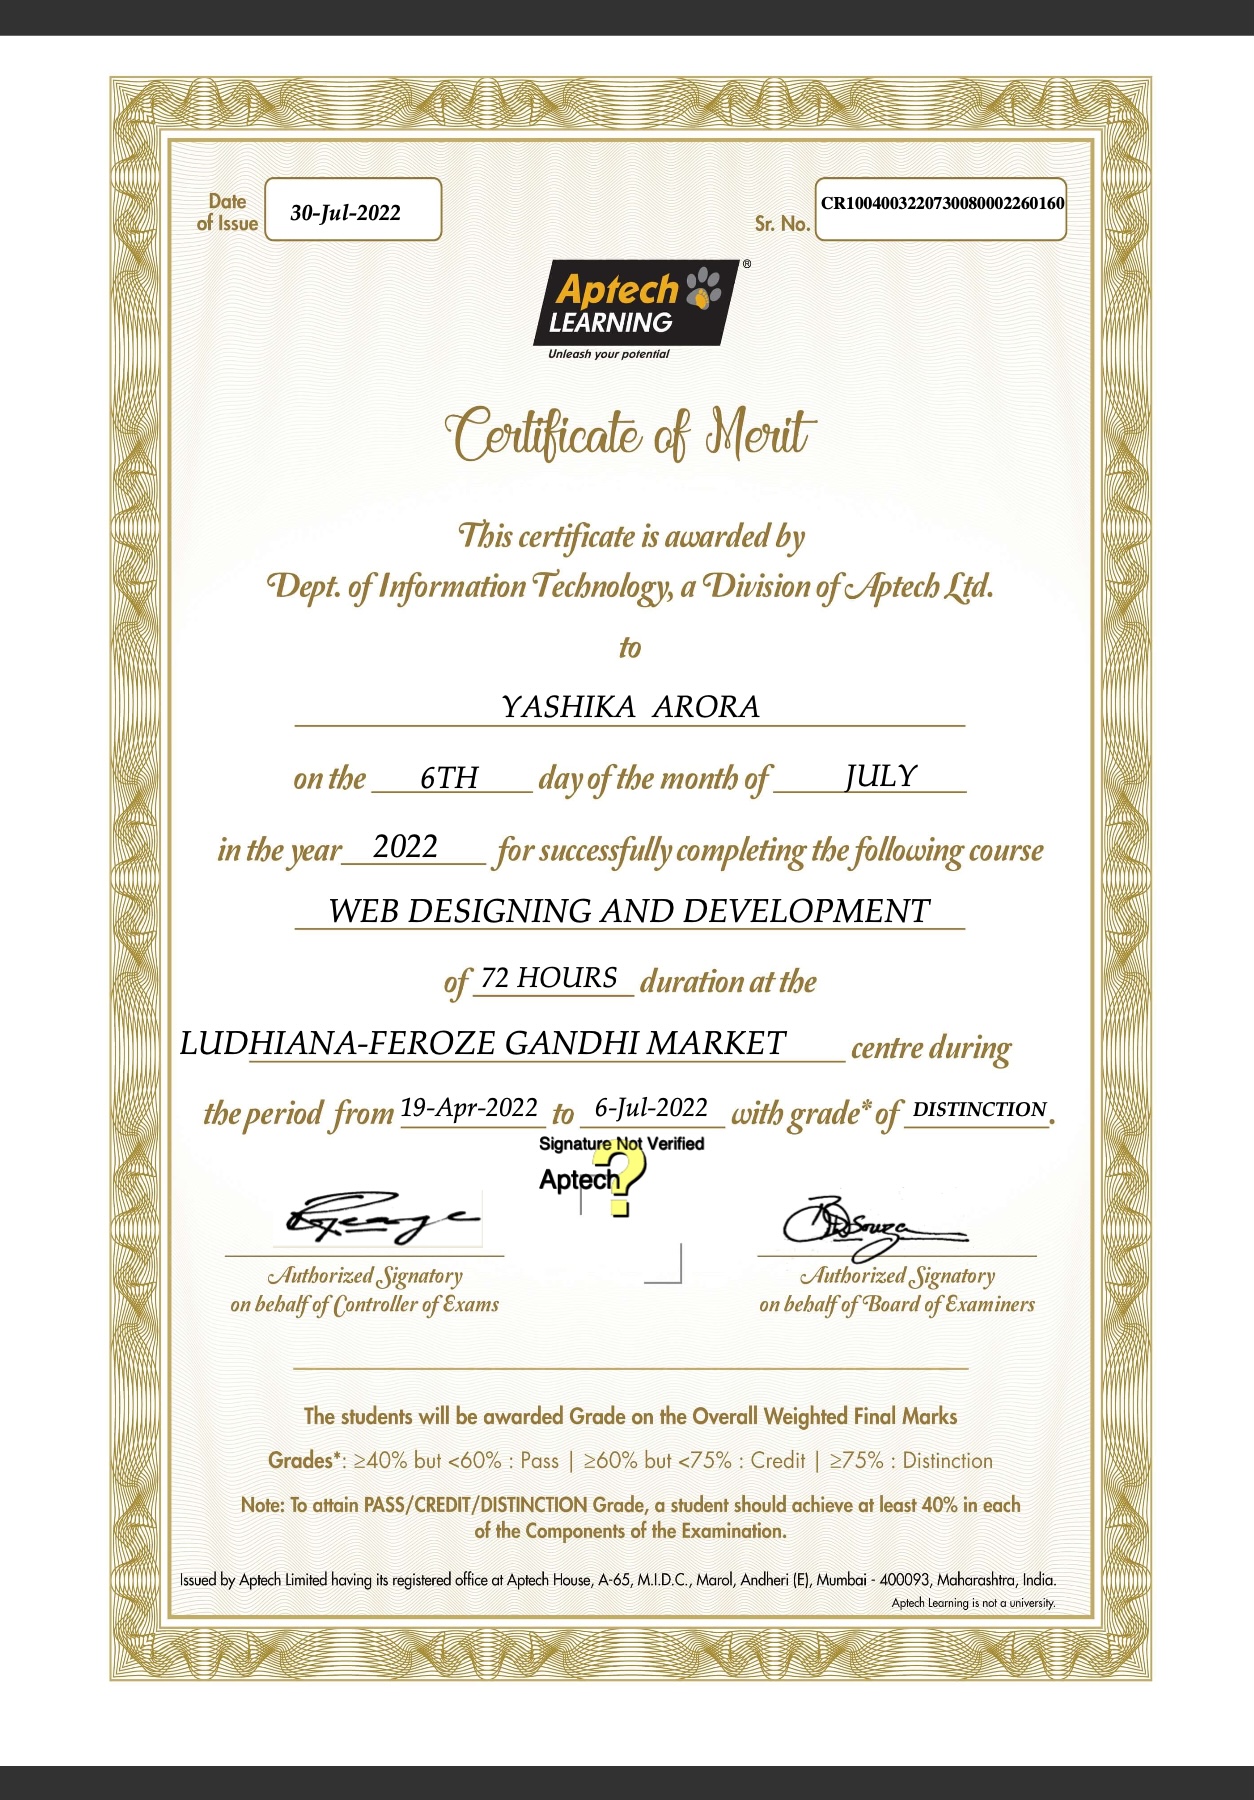 Date
of Issue
30-Jul-2022
Sr. No.
CR1004003220730080002260160
Aptech ®
LEARNING
Unleash your potential
Certificate of Merit
This certificate is awarded by
Dept. of Information Technology, a Division of Aptech Ltd.
to
YASHIKA ARORA
on the 6TH day of the month of JULY
in the year 2022 for successfully completing the following course
WEB DESIGNING AND DEVELOPMENT
of 72 HOURS duration at the
LUDHIANA-FEROZE GANDHI MARKET centre during
the period from 19-Apr-2022 to 6-Jul-2022 with grade* of DISTINCTION.
Signature Not Verified
Aptech
?
Authorized Signatory
on behalf of Controller of Exams
Authorized Signatory
on behalf of Board of Examiners
The students will be awarded Grade on the Overall Weighted Final Marks
Grades*: ≥40% but <60% : Pass | ≥60% but <75% : Credit | ≥75% : Distinction
Note: To attain PASS/CREDIT/DISTINCTION Grade, a student should achieve at least 40% in each
of the Components of the Examination.
Issued by Aptech Limited having its registered office at Aptech House, A-65, M.I.D.C., Marol, Andheri (E), Mumbai - 400093, Maharashtra, India.
Aptech Learning is not a university.